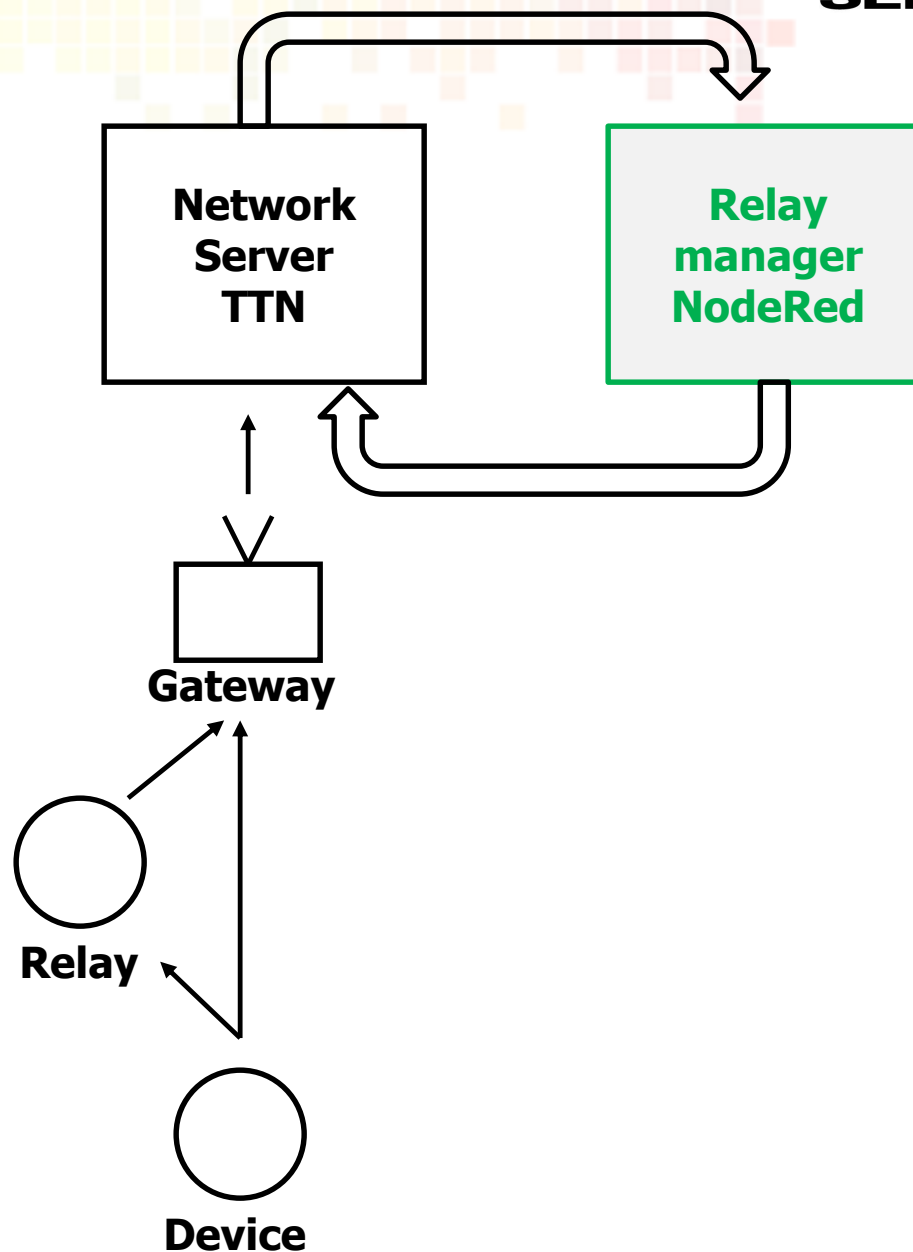 Network
Server
TTN
Relay
manager
NodeRed
Gateway
Relay
Device